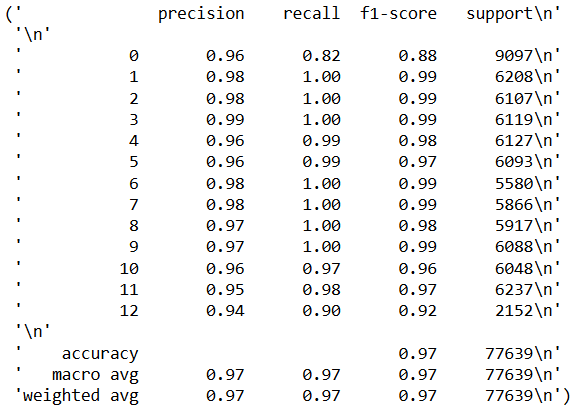 ('              precision    recall  f1-score   support\n'
'\n'
'           0       0.96      0.82      0.88      9097\n'
'           1       0.98      1.00      0.99      6208\n'
'           2       0.98      1.00      0.99      6107\n'
'           3       0.99      1.00      0.99      6119\n'
'           4       0.96      0.99      0.98      6127\n'
'           5       0.96      0.99      0.97      6093\n'
'           6       0.98      1.00      0.99      5580\n'
'           7       0.98      1.00      0.99      5866\n'
'           8       0.97      1.00      0.98      5917\n'
'           9       0.97      1.00      0.99      6088\n'
'          10       0.96      0.97      0.96      6048\n'
'          11       0.95      0.98      0.97      6237\n'
'          12       0.94      0.90      0.92      2152\n'
'\n'
'    accuracy                           0.97     77639\n'
'   macro avg       0.97      0.97      0.97     77639\n'
'weighted avg       0.97      0.97      0.97     77639\n')